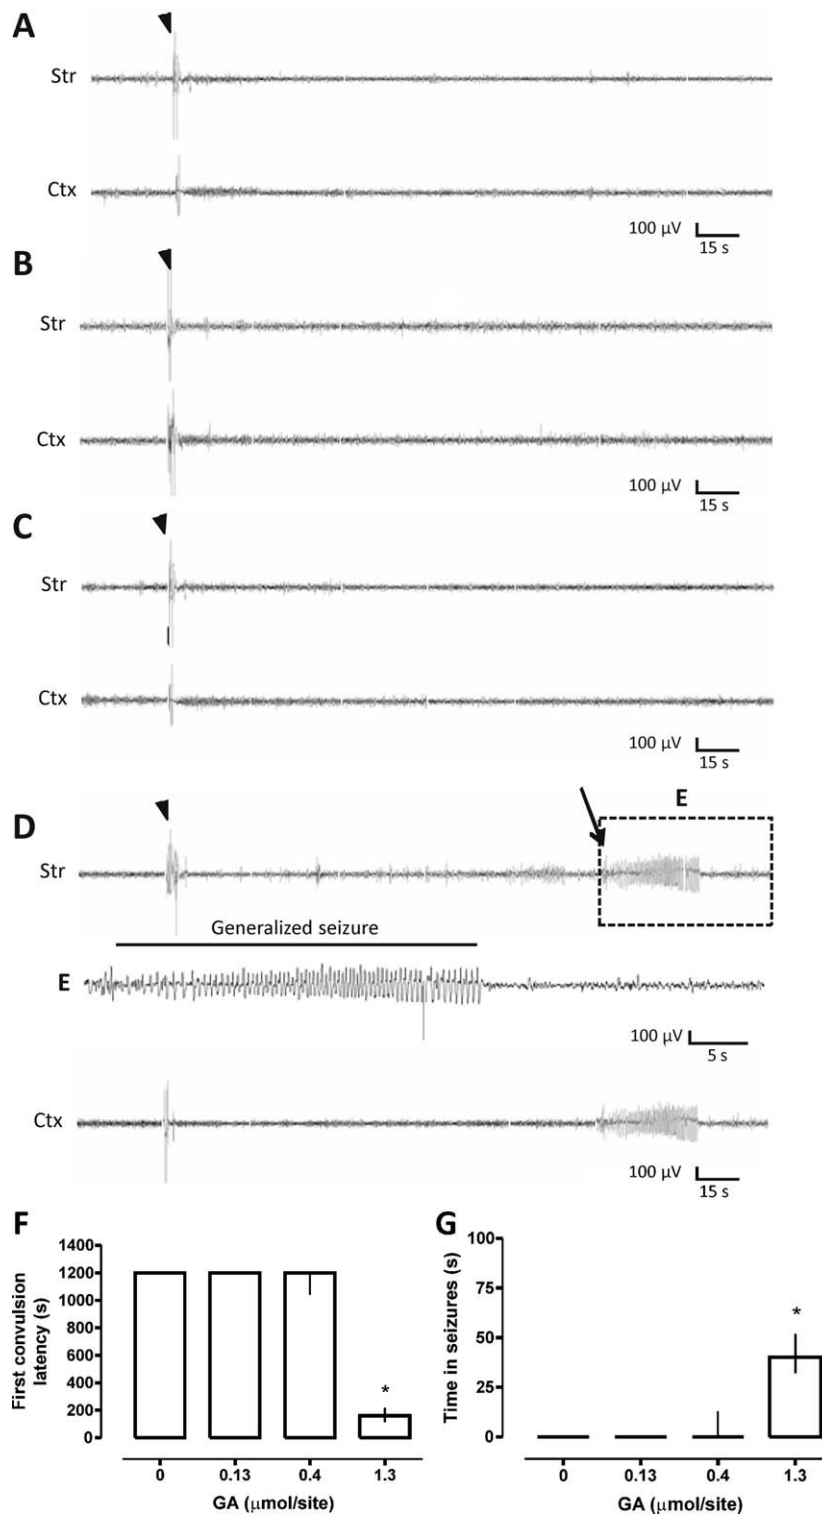 A
Str
Ctx
100 µV
15 s
B
Str
Ctx
100 µV
15 s
C
Str
Ctx
100 µV
15 s
D
E
Str
Generalized seizure
E
100 µV
5 s
Ctx
100 µV
15 s
F
First convulsion
latency (s)
1400
1200
1000
800
600
400
200
0
*
0 0.13 0.4 1.3
GA (µmol/site)
G
Time in seizures (s)
100
75
50
25
0
*
0 0.13 0.4 1.3
GA (µmol/site)